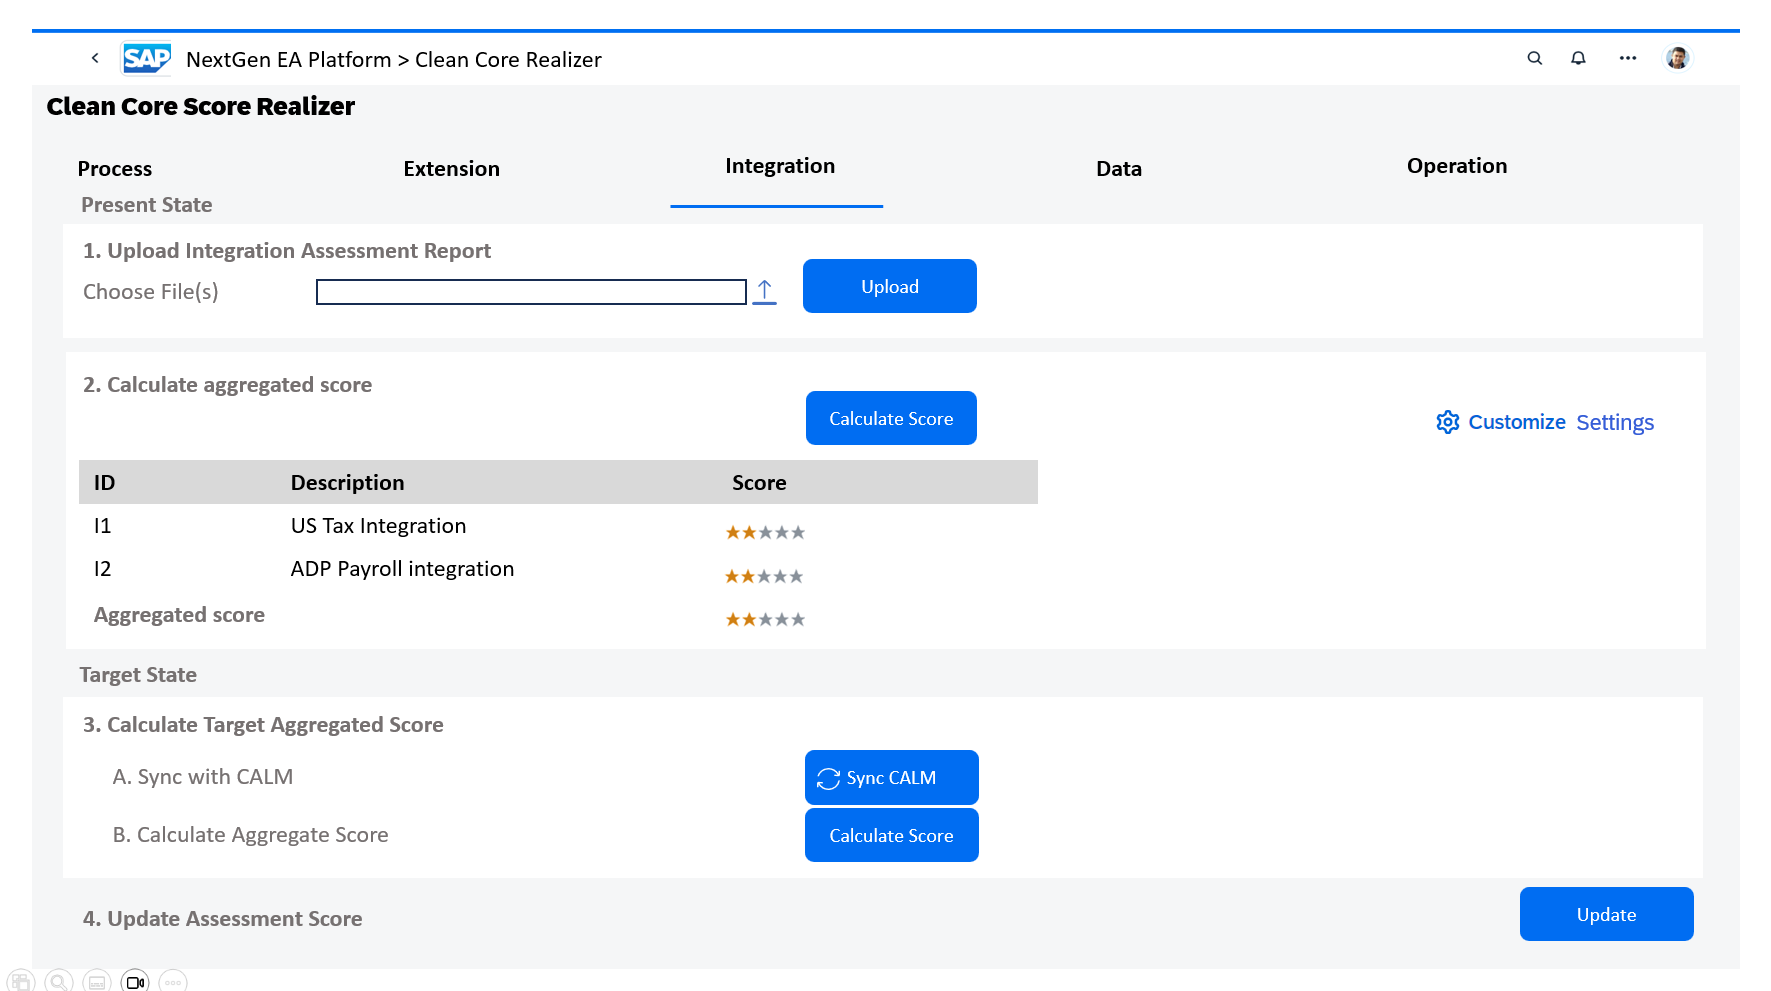 SAP NextGen EA Platform > Clean Core Realizer
Clean Core Score Realizer
Process Extension Integration Data Operation
Present State
1. Upload Integration Assessment Report
Choose File(s) Upload
2. Calculate aggregated score
Calculate Score Customize Settings
ID Description Score
I1 US Tax Integration
I2 ADP Payroll integration
Aggregated score
Target State
3. Calculate Target Aggregated Score
A. Sync with CALM Sync CALM
B. Calculate Aggregate Score Calculate Score
4. Update Assessment Score Update